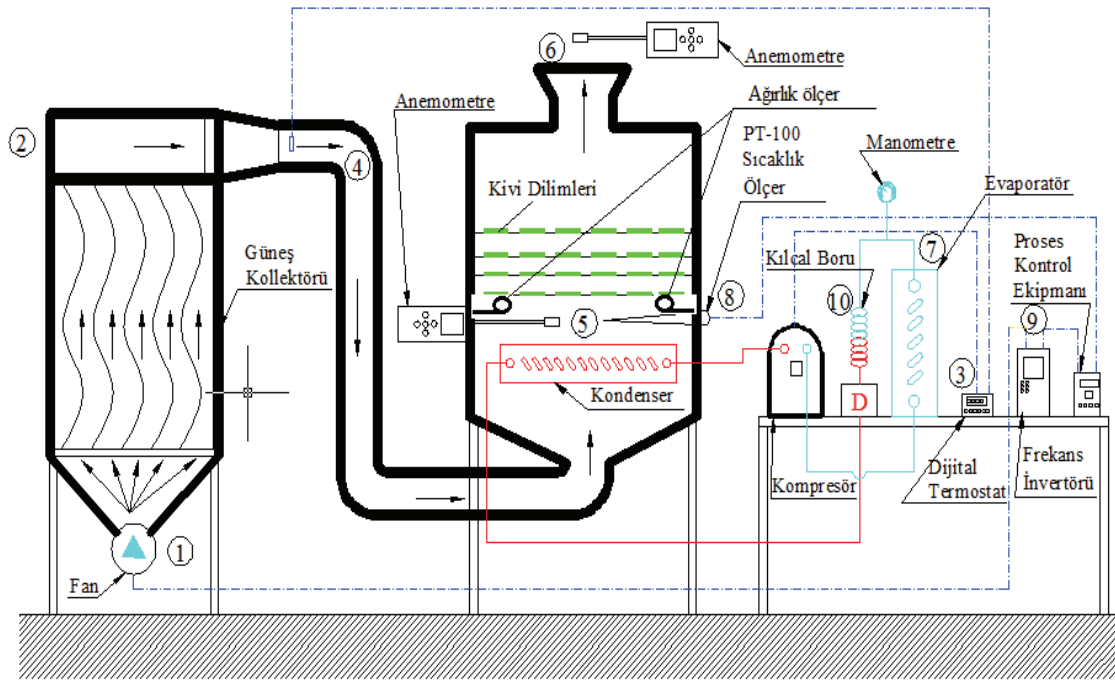 6
Anemometre
Anemometre
Ağırlık ölçer
2
4
PT-100
Sıcaklık
Ölçer
Manometre
Kivi Dilimleri
Evaporatör
7
Proses
Kontrol
Ekipmanı
Güneş
Kollektörü
Kılcal Boru
8
10
5
9
3
Kondenser
D
Kompresör
Dijital
Termostat
Frekans
İnvertörü
1
Fan